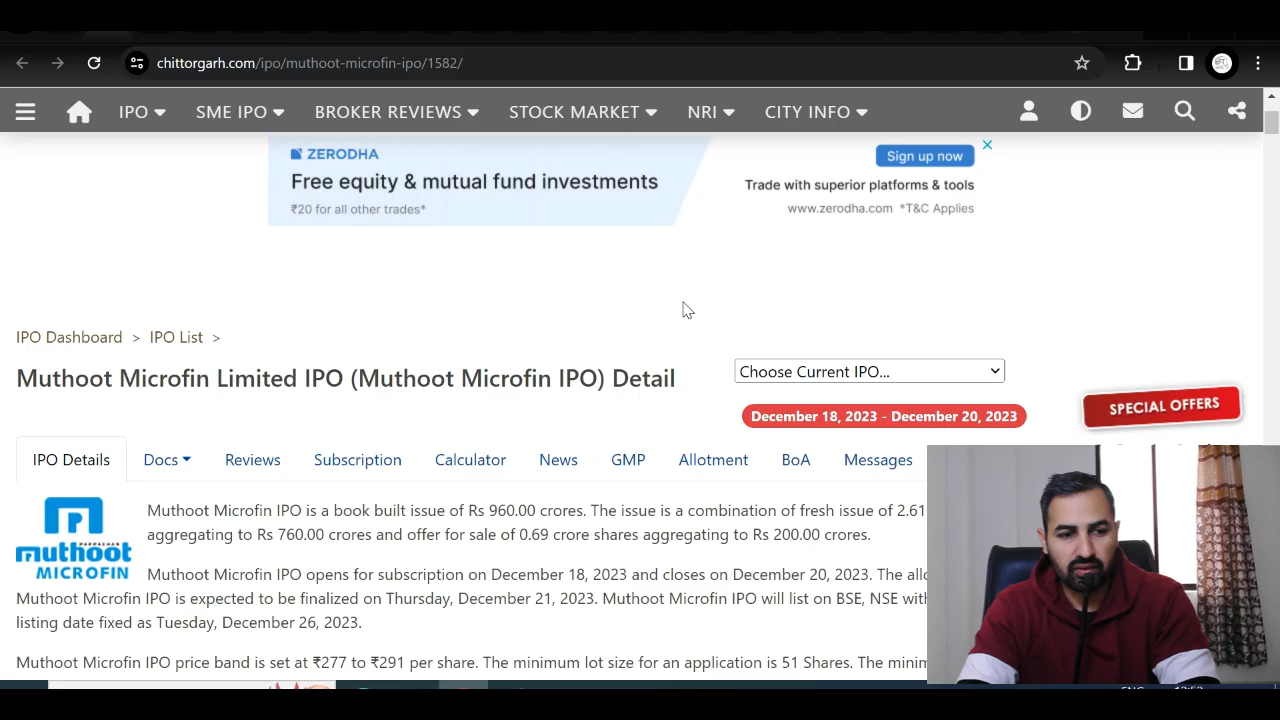 chittorgarh.com/ipo/muthoot-microfin-ipo/1582/
IPO SME IPO BROKER REVIEWS STOCK MARKET NRI CITY INFO
ZERODHA
Free equity & mutual fund investments
₹20 for all other trades*
Sign up now
Trade with superior platforms & tools
www.zerodha.com *T&C Applies
IPO Dashboard > IPO List >
Muthoot Microfin Limited IPO (Muthoot Microfin IPO) Detail
Choose Current IPO...
December 18, 2023 - December 20, 2023
SPECIAL OFFERS
IPO Details Docs Reviews Subscription Calculator News GMP Allotment BoA Messages
muthoot
PAPPACHAN
MICROFIN
Muthoot Microfin IPO is a book built issue of Rs 960.00 crores. The issue is a combination of fresh issue of 2.61
aggregating to Rs 760.00 crores and offer for sale of 0.69 crore shares aggregating to Rs 200.00 crores.
Muthoot Microfin IPO opens for subscription on December 18, 2023 and closes on December 20, 2023. The
Muthoot Microfin IPO is expected to be finalized on Thursday, December 21, 2023. Muthoot Microfin IPO will list on BSE, NSE
listing date fixed as Tuesday, December 26, 2023.
Muthoot Microfin IPO price band is set at ₹277 to ₹291 per share. The minimum lot size for an application is 51 Shares. The